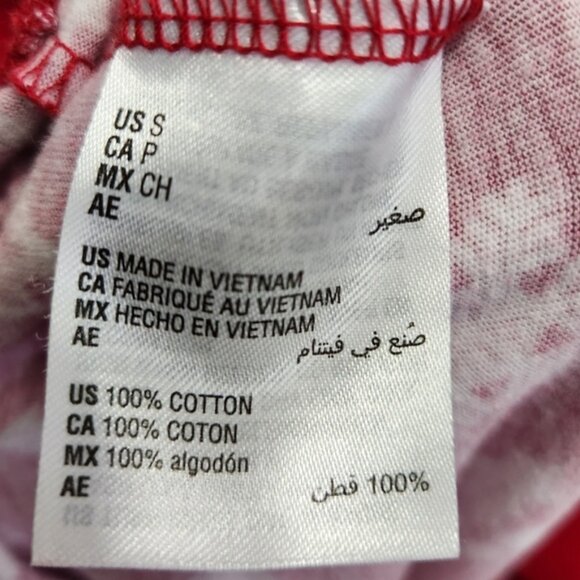 US S
CA P
MX CH
AE صغير
US MADE IN VIETNAM
CA FABRIQUÉ AU VIETNAM
MX HECHO EN VIETNAM
AE صُنع في فيتنام
US 100% COTTON
CA 100% COTON
MX 100% algodón
AE 100% قطن